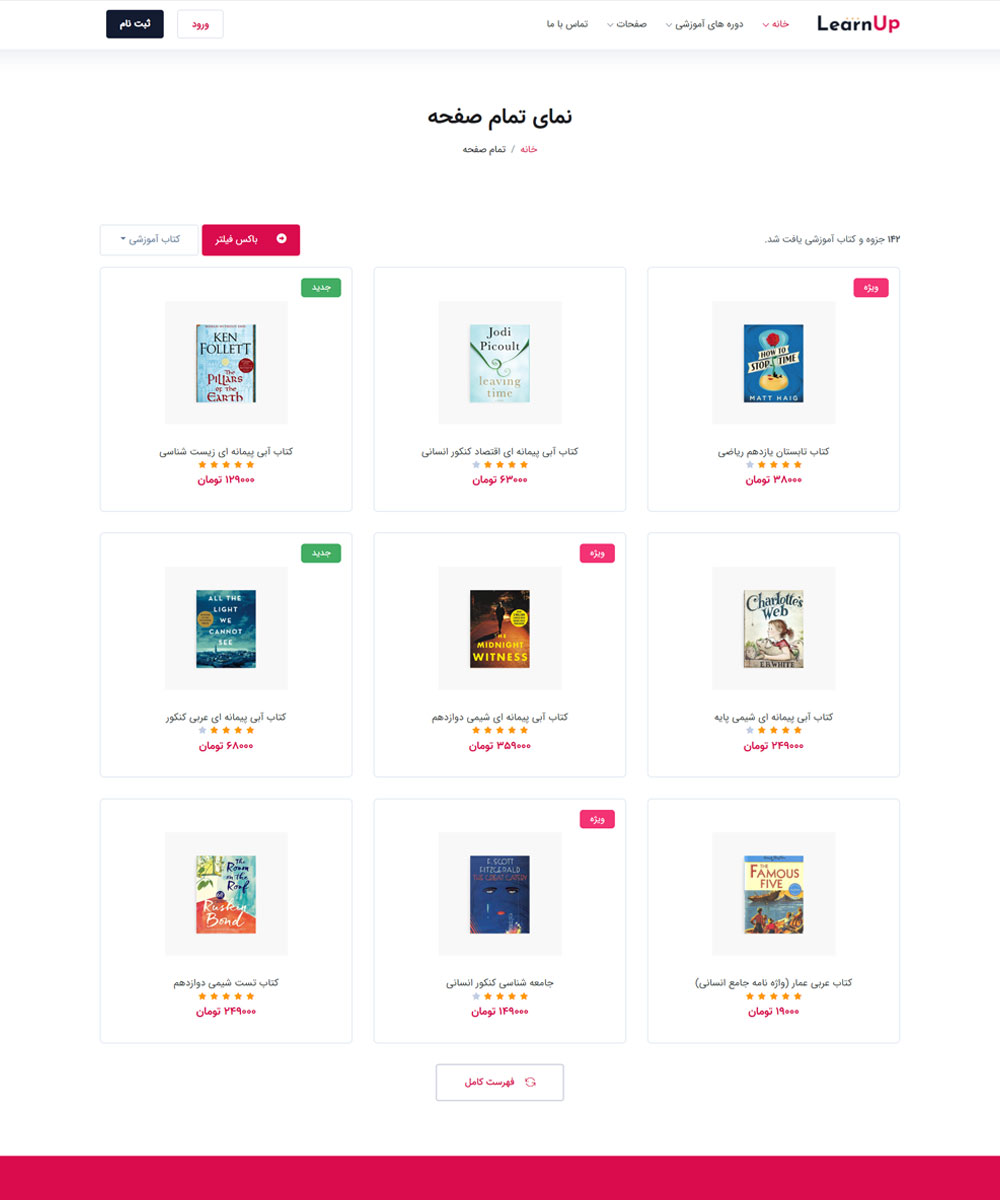 LearnUp
خانه
دوره های آموزشی
صفحات
تماس با ما
ورود
ثبت نام
نمای تمام صفحه
خانه / تمام صفحه
۱۴۲ جزوه و کتاب آموزشی یافت شد.
باکس فیلتر
کتاب آموزشی
ویژه
HOW TO
STOP TIME
MATT HAIG
کتاب تابستان یازدهم ریاضی
۳۸۰۰۰ تومان
Jodi
Picoult
leaving
time
کتاب آبی پیمانه ای اقتصاد کنکور انسانی
۶۳۰۰۰ تومان
جدید
KEN
FOLLETT
The
PILLARS
of the
EARTH
کتاب آبی پیمانه ای زیست شناسی
۱۲۹۰۰۰ تومان
Charlotte's
Web
E.B. WHITE
کتاب آبی پیمانه ای شیمی پایه
۲۴۹۰۰۰ تومان
ویژه
THE
MIDNIGHT
WITNESS
کتاب آبی پیمانه ای شیمی دوازدهم
۳۵۹۰۰۰ تومان
جدید
ALL THE
LIGHT
WE
CANNOT
SEE
کتاب آبی پیمانه ای عربی کنکور
۶۸۰۰۰ تومان
THE
FAMOUS
FIVE
کتاب عربی عمار (واژه نامه جامع انسانی)
۱۹۰۰۰ تومان
ویژه
F. SCOTT
FITZGERALD
THE GREAT GATSBY
جامعه شناسی کنکور انسانی
۱۴۹۰۰۰ تومان
The
Room
on the
Roof
Ruskin
Bond
کتاب تست شیمی دوازدهم
۲۴۹۰۰۰ تومان
فهرست کامل